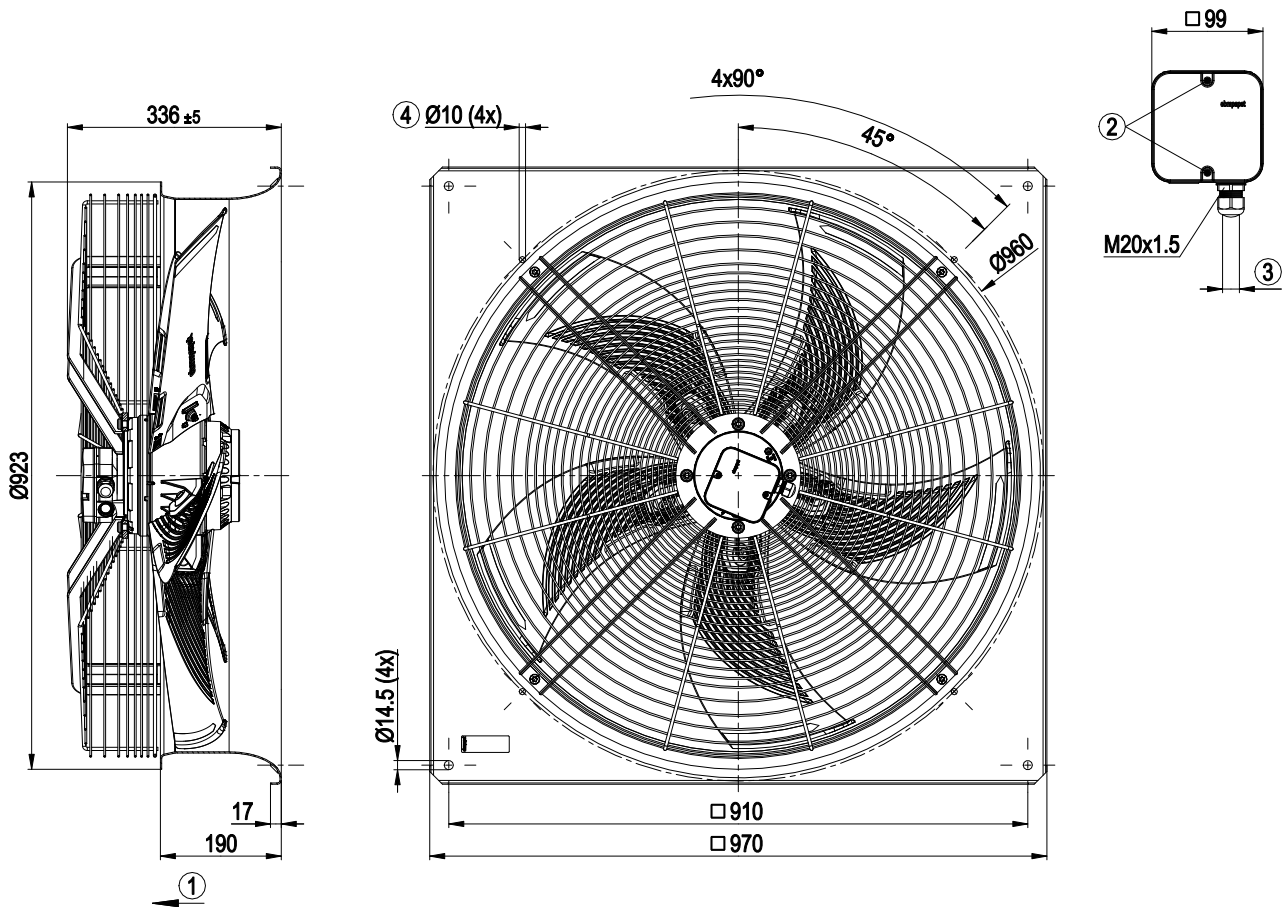 □ 99
4x90°
336 ±5
④ Ø10 (4x)
45°
②
ebmpapst
M20x1.5
③
Ø960
Ø923
Ø14.5 (4x)
17
190
□ 910
□ 970
①